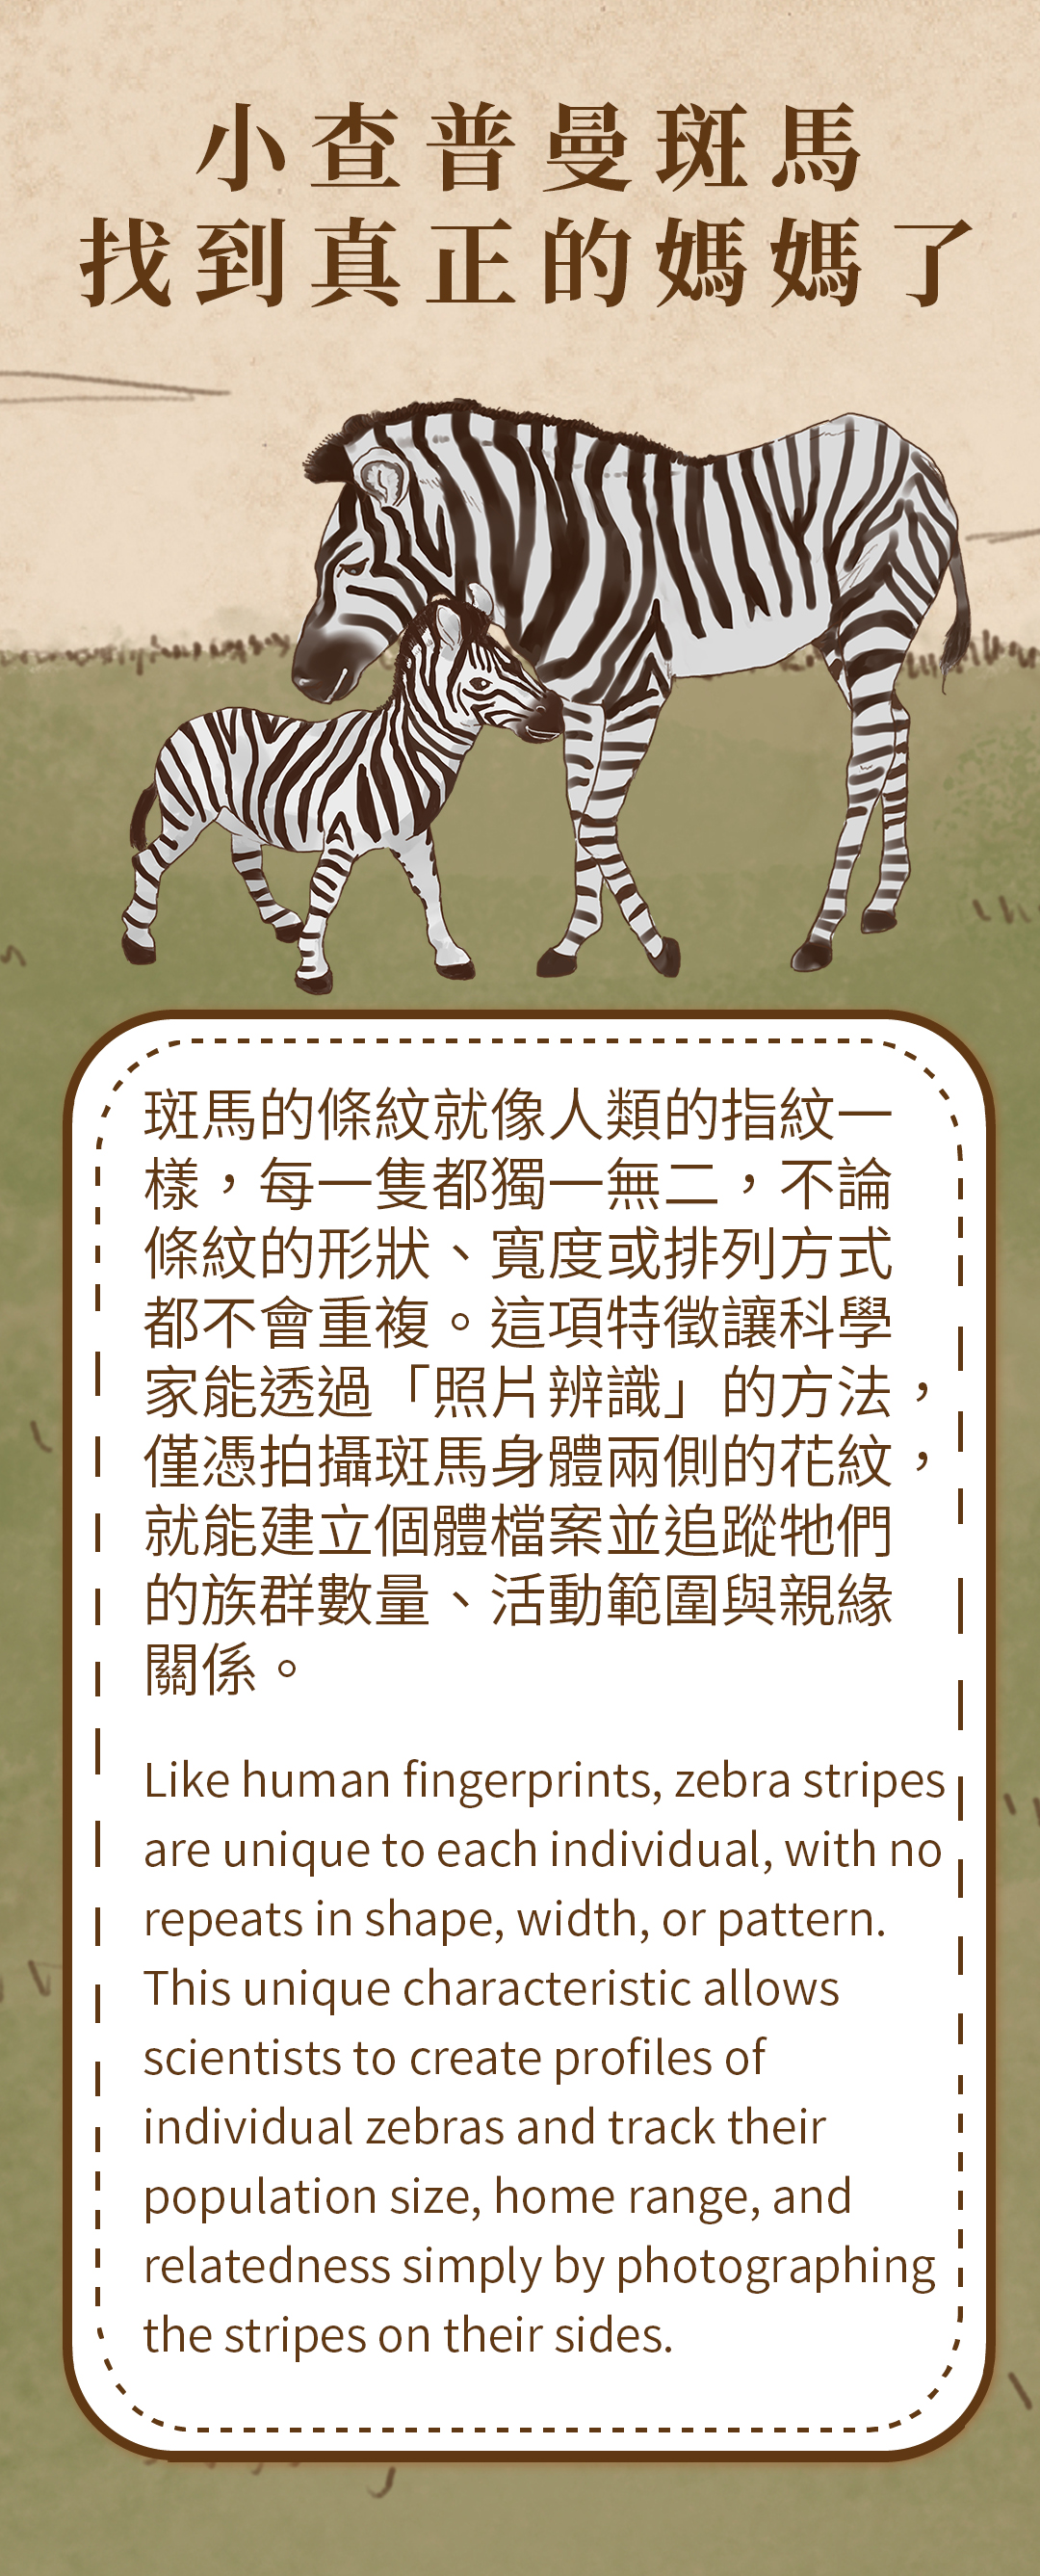 小查普曼斑馬
找到真正的媽媽了
斑馬的條紋就像人類的指紋一
樣，每一隻都獨一無二，不論
條紋的形狀、寬度或排列方式
都不會重複。這項特徵讓科學
家能透過「照片辨識」的方法，
僅憑拍攝斑馬身體兩側的花紋，
就能建立個體檔案並追蹤牠們
的族群數量、活動範圍與親緣
關係。
Like human fingerprints, zebra stripes
are unique to each individual, with no
repeats in shape, width, or pattern.
This unique characteristic allows
scientists to create profiles of
individual zebras and track their
population size, home range, and
relatedness simply by photographing
the stripes on their sides.